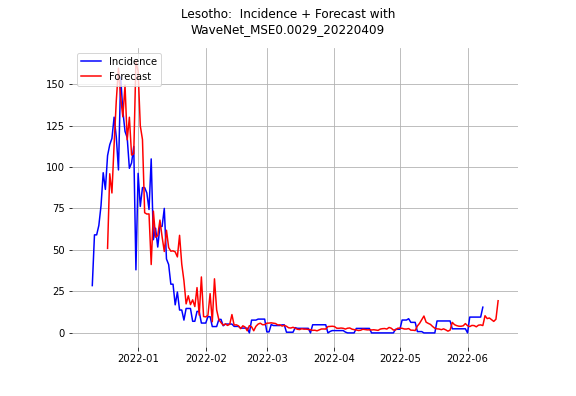 Lesotho:  Incidence + Forecast with
WaveNet_MSE0.0029_20220409
Incidence
Forecast
150
125
100
75
50
25
0
2022-01 2022-02 2022-03 2022-04 2022-05 2022-06